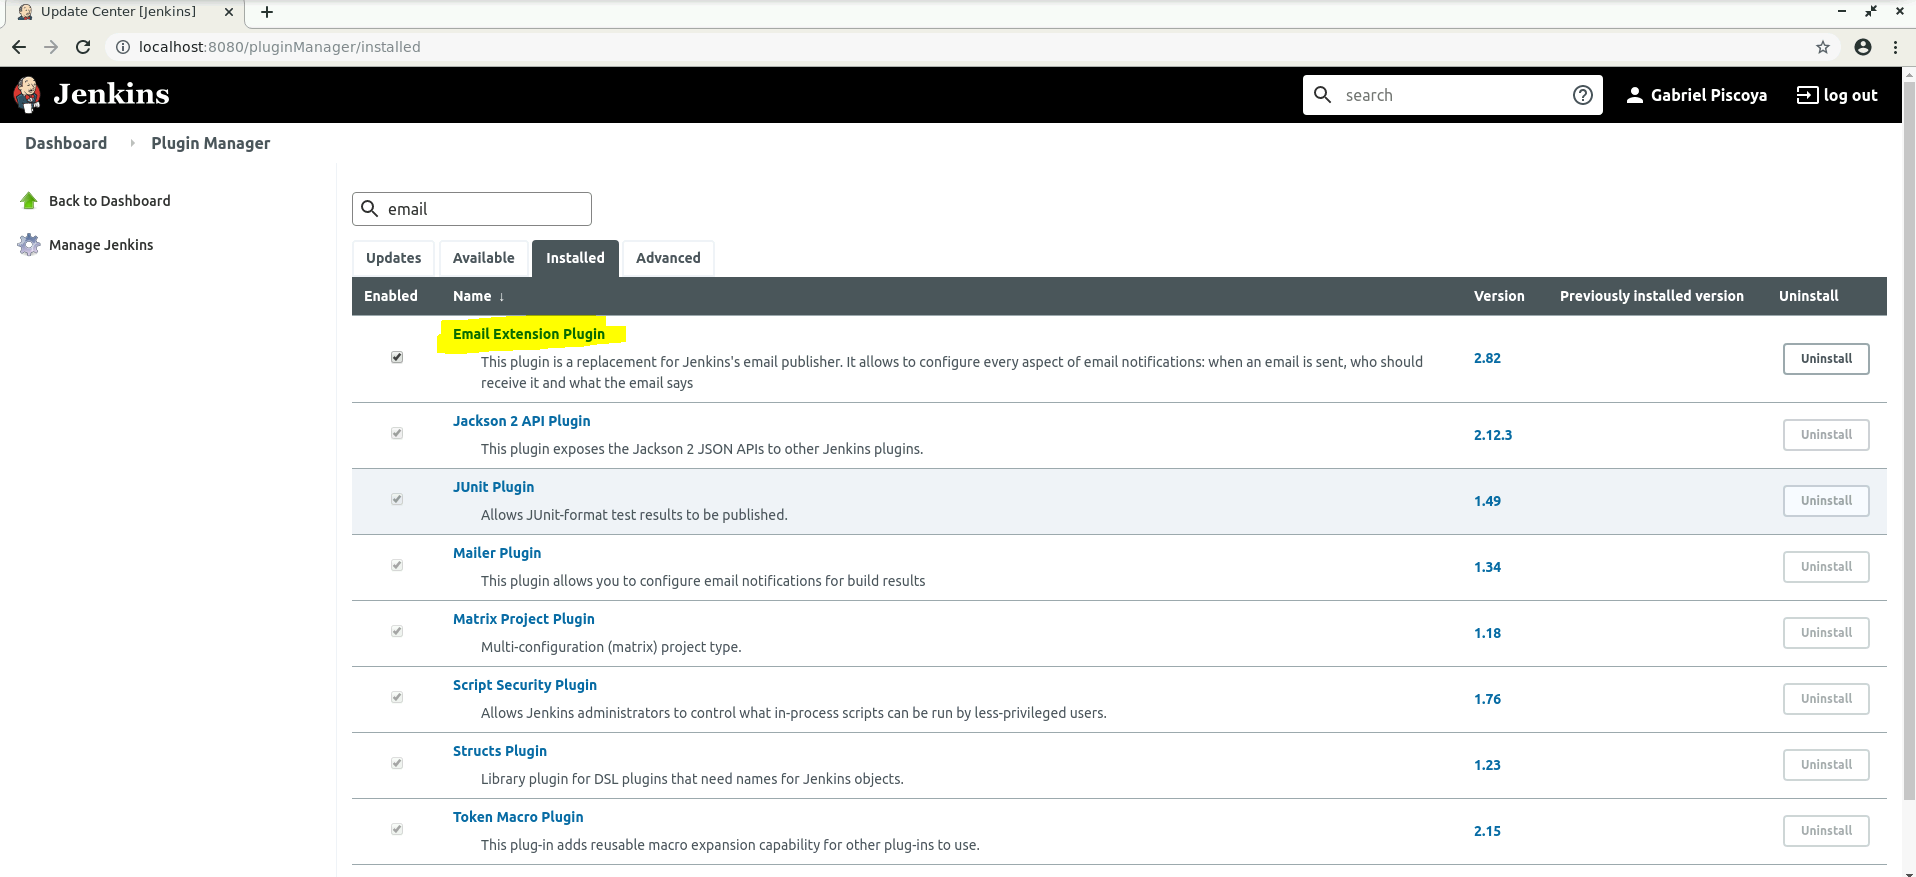 Update Center [Jenkins]
localhost:8080/pluginManager/installed
Jenkins
search
Gabriel Piscoya
log out
Dashboard
Plugin Manager
Back to Dashboard
Manage Jenkins
email
Updates
Available
Installed
Advanced
Enabled
Name ↓
Version
Previously installed version
Uninstall
Email Extension Plugin
This plugin is a replacement for Jenkins's email publisher. It allows to configure every aspect of email notifications: when an email is sent, who should
receive it and what the email says
2.82
Uninstall
Jackson 2 API Plugin
This plugin exposes the Jackson 2 JSON APIs to other Jenkins plugins.
2.12.3
Uninstall
JUnit Plugin
Allows JUnit-format test results to be published.
1.49
Uninstall
Mailer Plugin
This plugin allows you to configure email notifications for build results
1.34
Uninstall
Matrix Project Plugin
Multi-configuration (matrix) project type.
1.18
Uninstall
Script Security Plugin
Allows Jenkins administrators to control what in-process scripts can be run by less-privileged users.
1.76
Uninstall
Structs Plugin
Library plugin for DSL plugins that need names for Jenkins objects.
1.23
Uninstall
Token Macro Plugin
This plug-in adds reusable macro expansion capability for other plug-ins to use.
2.15
Uninstall